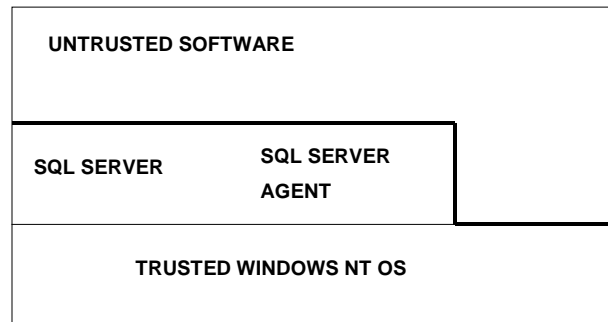 UNTRUSTED SOFTWARE
SQL SERVER
SQL SERVER
AGENT
TRUSTED WINDOWS NT OS